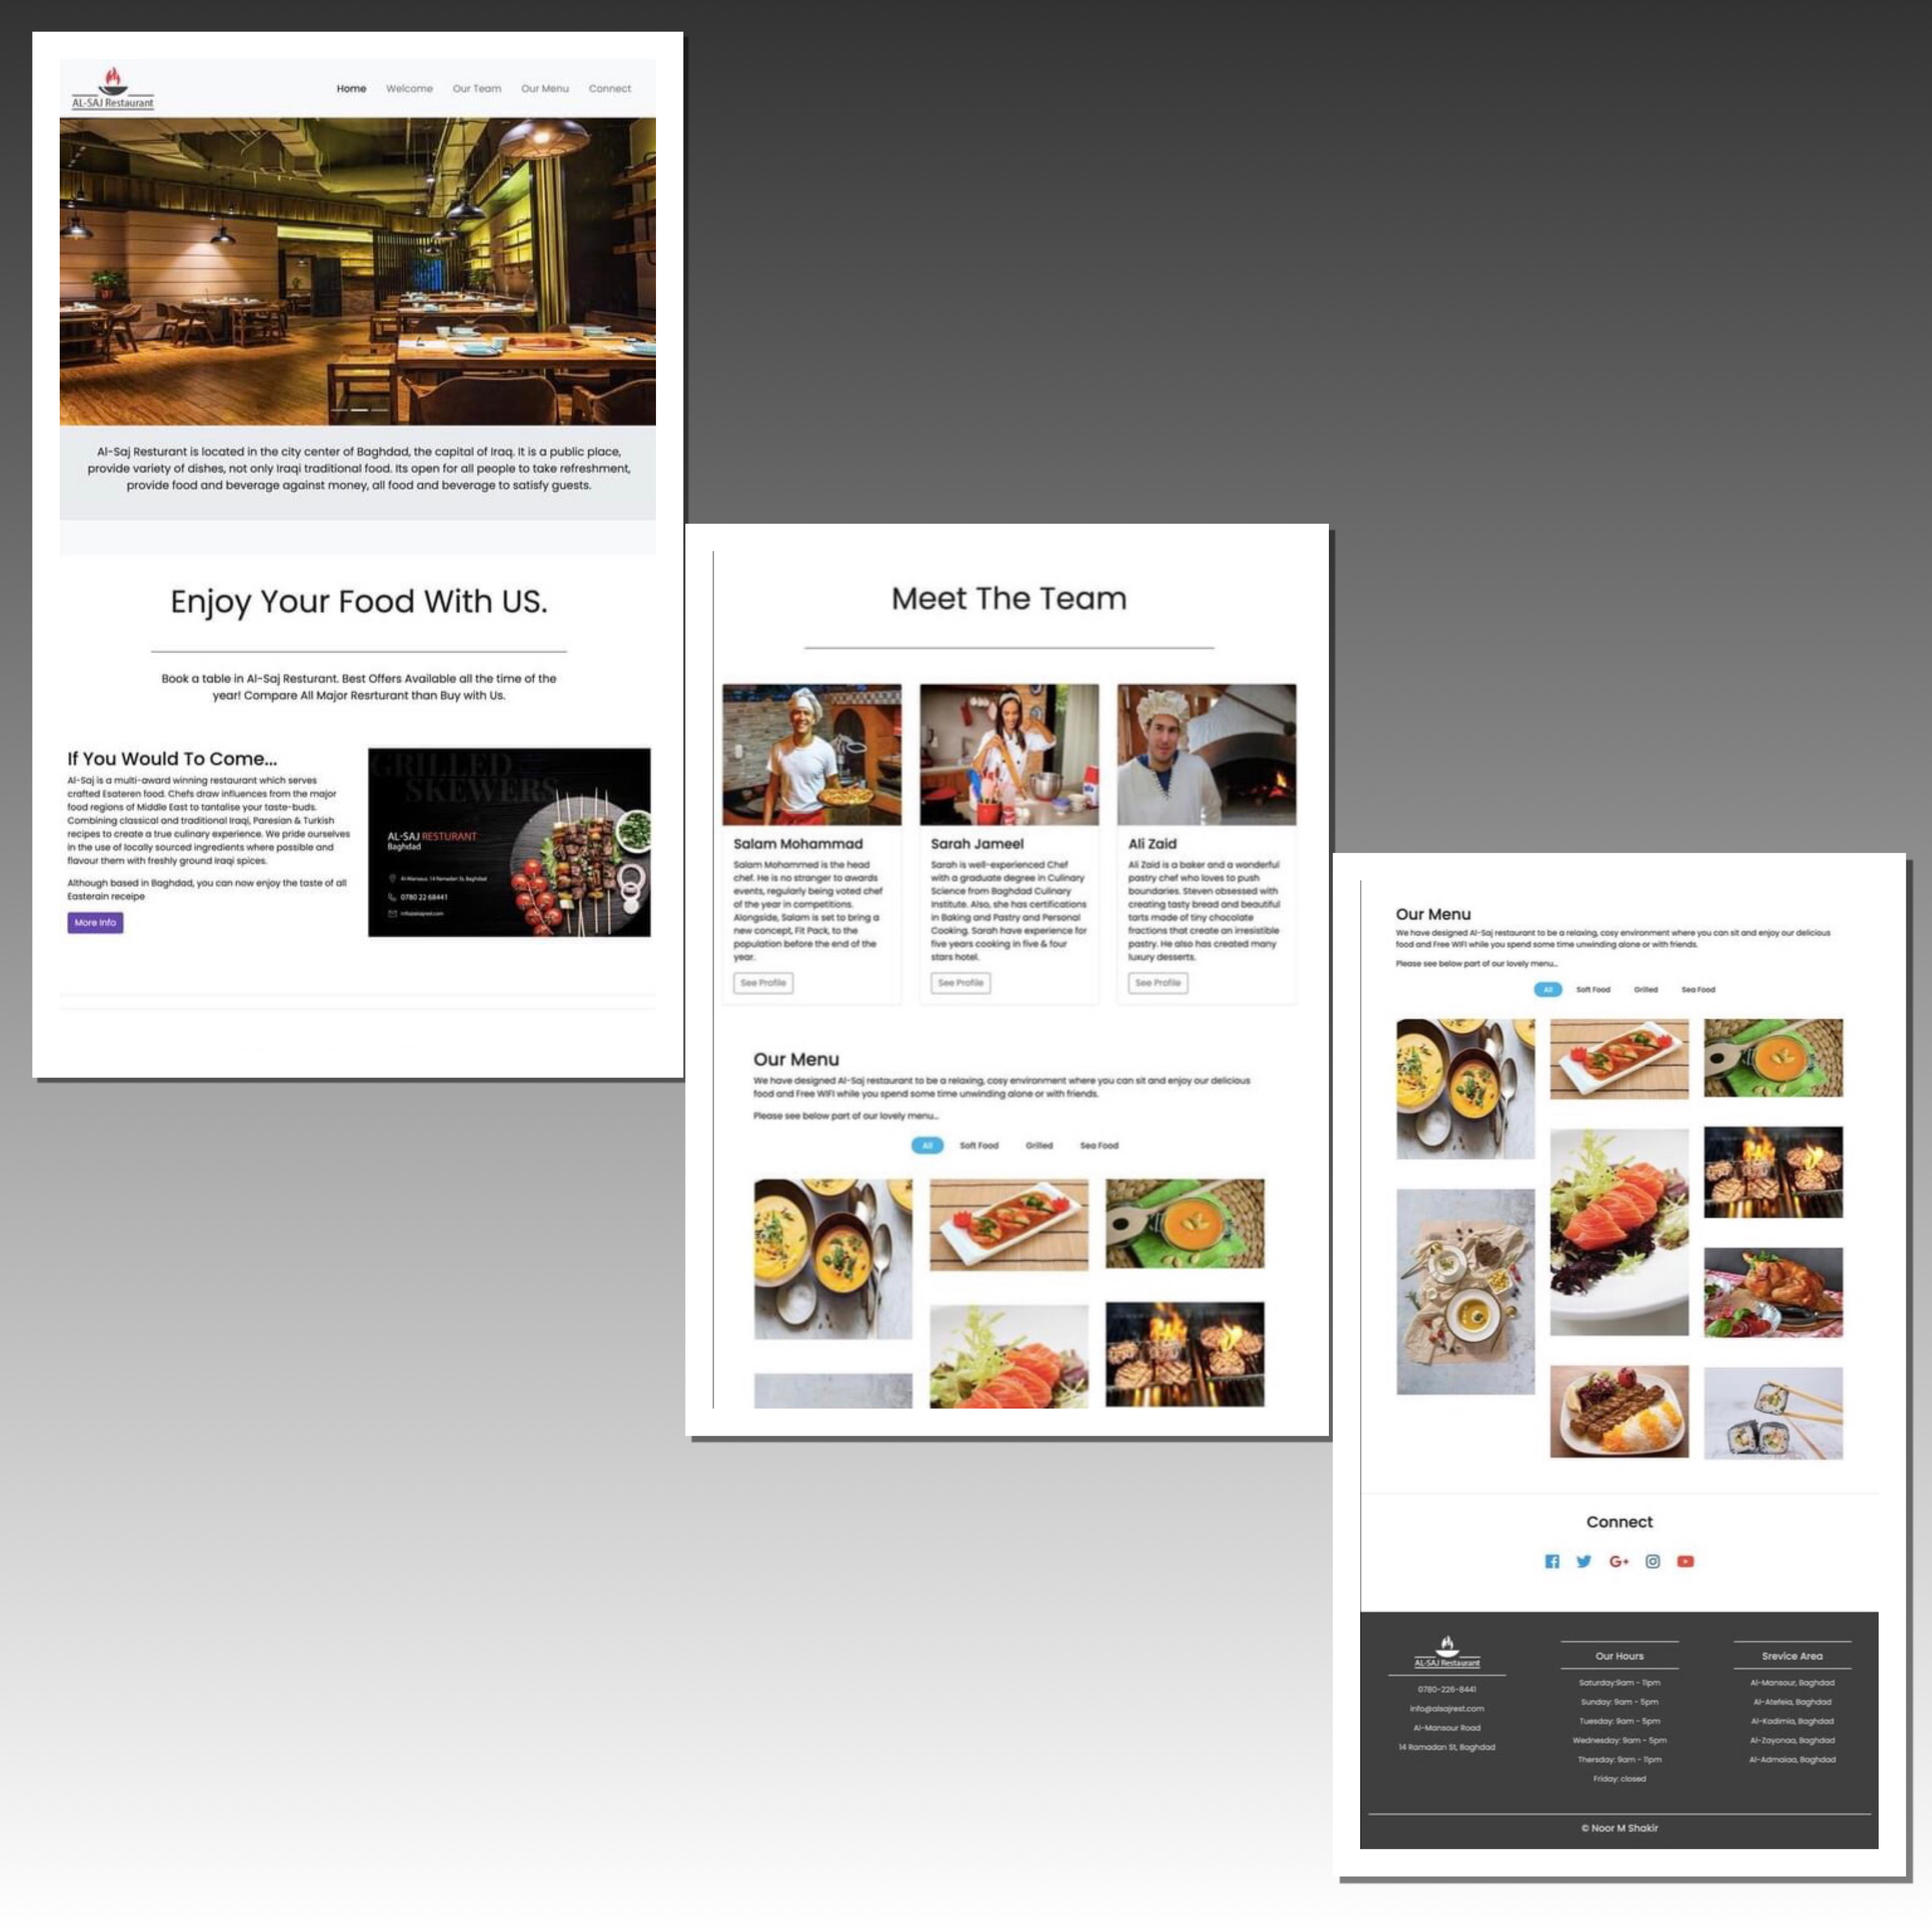 AL-SAJ Restaurant
Home Welcome Our Team Our Menu Connect
Al-Saj Resturant is located in the city center of Baghdad, the capital of Iraq. It is a public place,
provide variety of dishes, not only Iraqi traditional food. Its open for all people to take refreshment,
provide food and beverage against money, all food and beverage to satisfy guests.
Enjoy Your Food With US.
Book a table in Al-Saj Resturant. Best Offers Available all the time of the
year! Compare All Major Resrturant than Buy with Us.
If You Would To Come...
Al-Saj is a multi-award winning restaurant which serves
crafted Esateren food. Chefs draw influences from the major
food regions of Middle East to tantalise your taste-buds.
Combining classical and traditional Iraqi, Paresian & Turkish
recipes to create a true culinary experience. We pride ourselves
in the use of locally sourced ingredients where possible and
flavour them with freshly ground Iraqi spices.
Although based in Baghdad, you can now enjoy the taste of all
Easterain receipe
More Info
GRILLED
SKEWERS
AL-SAJ RESTURANT
Baghdad
Al-Mansour, 14 Ramadan St, Baghdad
0780 22 68441
info@alsajrest.com
Meet The Team
Salam Mohammad
Salam Mohammed is the head
chef. He is no stranger to awards
events, regularly being voted chef
of the year in competitions.
Alongside, Salam is set to bring a
new concept, Fit Pack, to the
population before the end of the
year.
See Profile
Sarah Jameel
Sarah is well-experienced Chef
with a graduate degree in Culinary
Science from Baghdad Culinary
Institute. Also, she has certifications
in Baking and Pastry and Personal
Cooking. Sarah have experience for
five years cooking in five & four
stars hotel.
See Profile
Ali Zaid
Ali Zaid is a baker and a wonderful
pastry chef who loves to push
boundaries. Steven obsessed with
creating tasty bread and beautiful
tarts made of tiny chocolate
fractions that create an irresistible
pastry. He also has created many
luxury desserts.
See Profile
Our Menu
We have designed Al-Saj restaurant to be a relaxing, cosy environment where you can sit and enjoy our delicious
food and Free WIFI while you spend some time unwinding alone or with friends.
Please see below part of our lovely menu...
All Soft Food Grilled Sea Food
Our Menu
We have designed Al-Saj restaurant to be a relaxing, cosy environment where you can sit and enjoy our delicious
food and Free WIFI while you spend some time unwinding alone or with friends.
Please see below part of our lovely menu...
All Soft Food Grilled Sea Food
Connect
AL-SAJ Restaurant
0780-226-8441
info@alsajrest.com
Al-Mansour Road
14 Ramadan St, Baghdad
Our Hours
Saturday:9am - 11pm
Sunday: 9am - 5pm
Tuesday: 9am - 5pm
Wednesday: 9am - 5pm
Thersday: 9am - 11pm
Friday: closed
Srevice Area
Al-Mansour, Baghdad
Al-Atefeia, Baghdad
Al-Kadimia, Baghdad
Al-Zayonaa, Baghdad
Al-Admaiaa, Baghdad
© Noor M Shakir